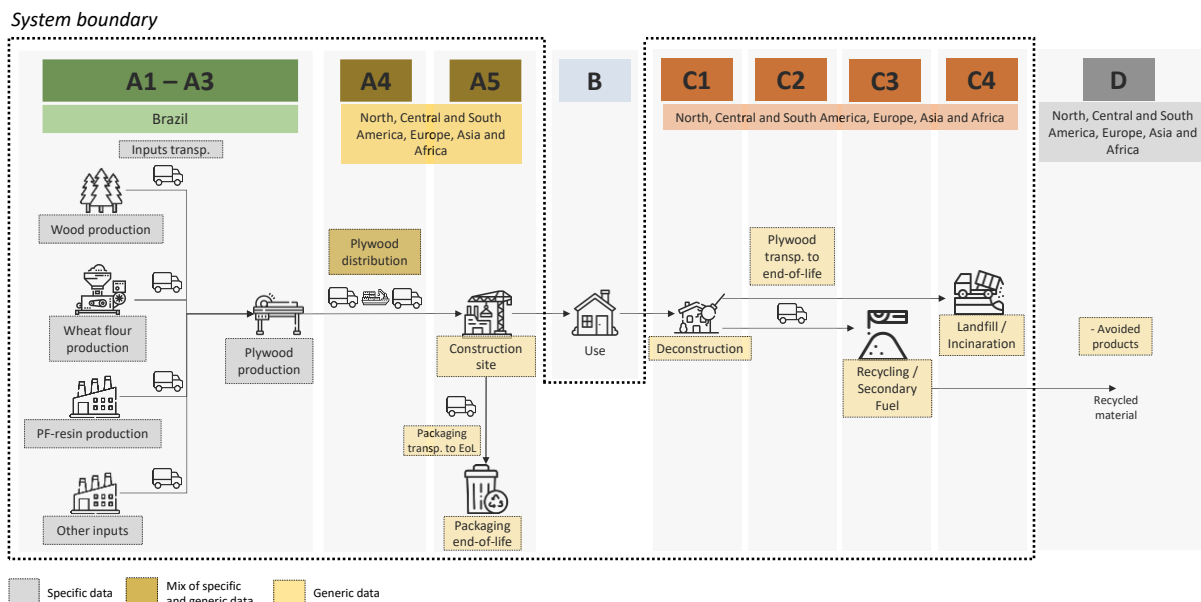 System boundary
A1 – A3
A4
A5
B
C1
C2
C3
C4
D
Brazil
North, Central and South
America, Europe, Asia and
Africa
North, Central and South America, Europe, Asia and Africa
North, Central and South
America, Europe, Asia and
Africa
Inputs transp.
Wood production
Wheat flour
production
PF-resin production
Other inputs
Plywood
production
Plywood
distribution
Construction
site
Packaging
transp. to EoL
Packaging
end-of-life
Use
Deconstruction
Plywood
transp. to
end-of-life
Recycling /
Secondary
Fuel
Landfill /
Incinaration
- Avoided
products
Recycled
material
Specific data
Mix of specific
and generic data
Generic data